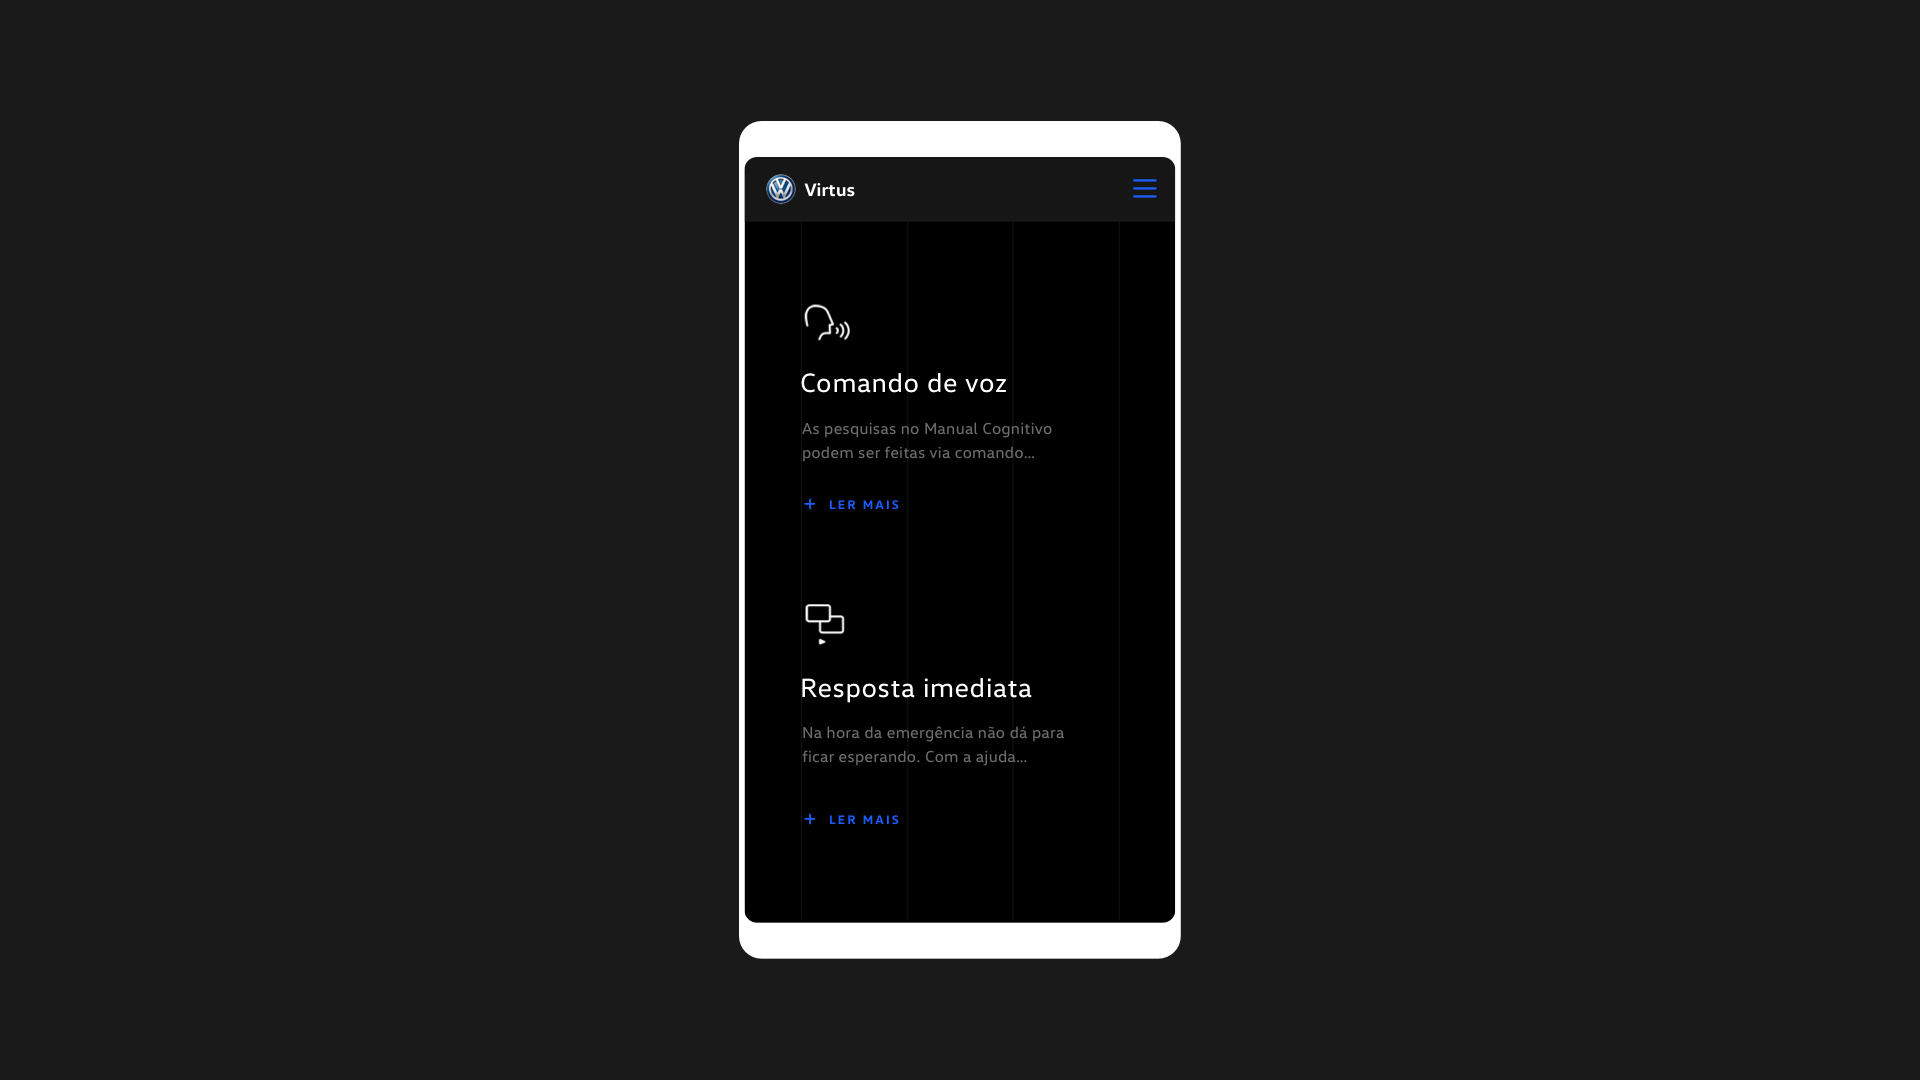 Virtus
Comando de voz
As pesquisas no Manual Cognitivo
podem ser feitas via comando...
+ LER MAIS
Resposta imediata
Na hora da emergência não dá para
ficar esperando. Com a ajuda...
+ LER MAIS